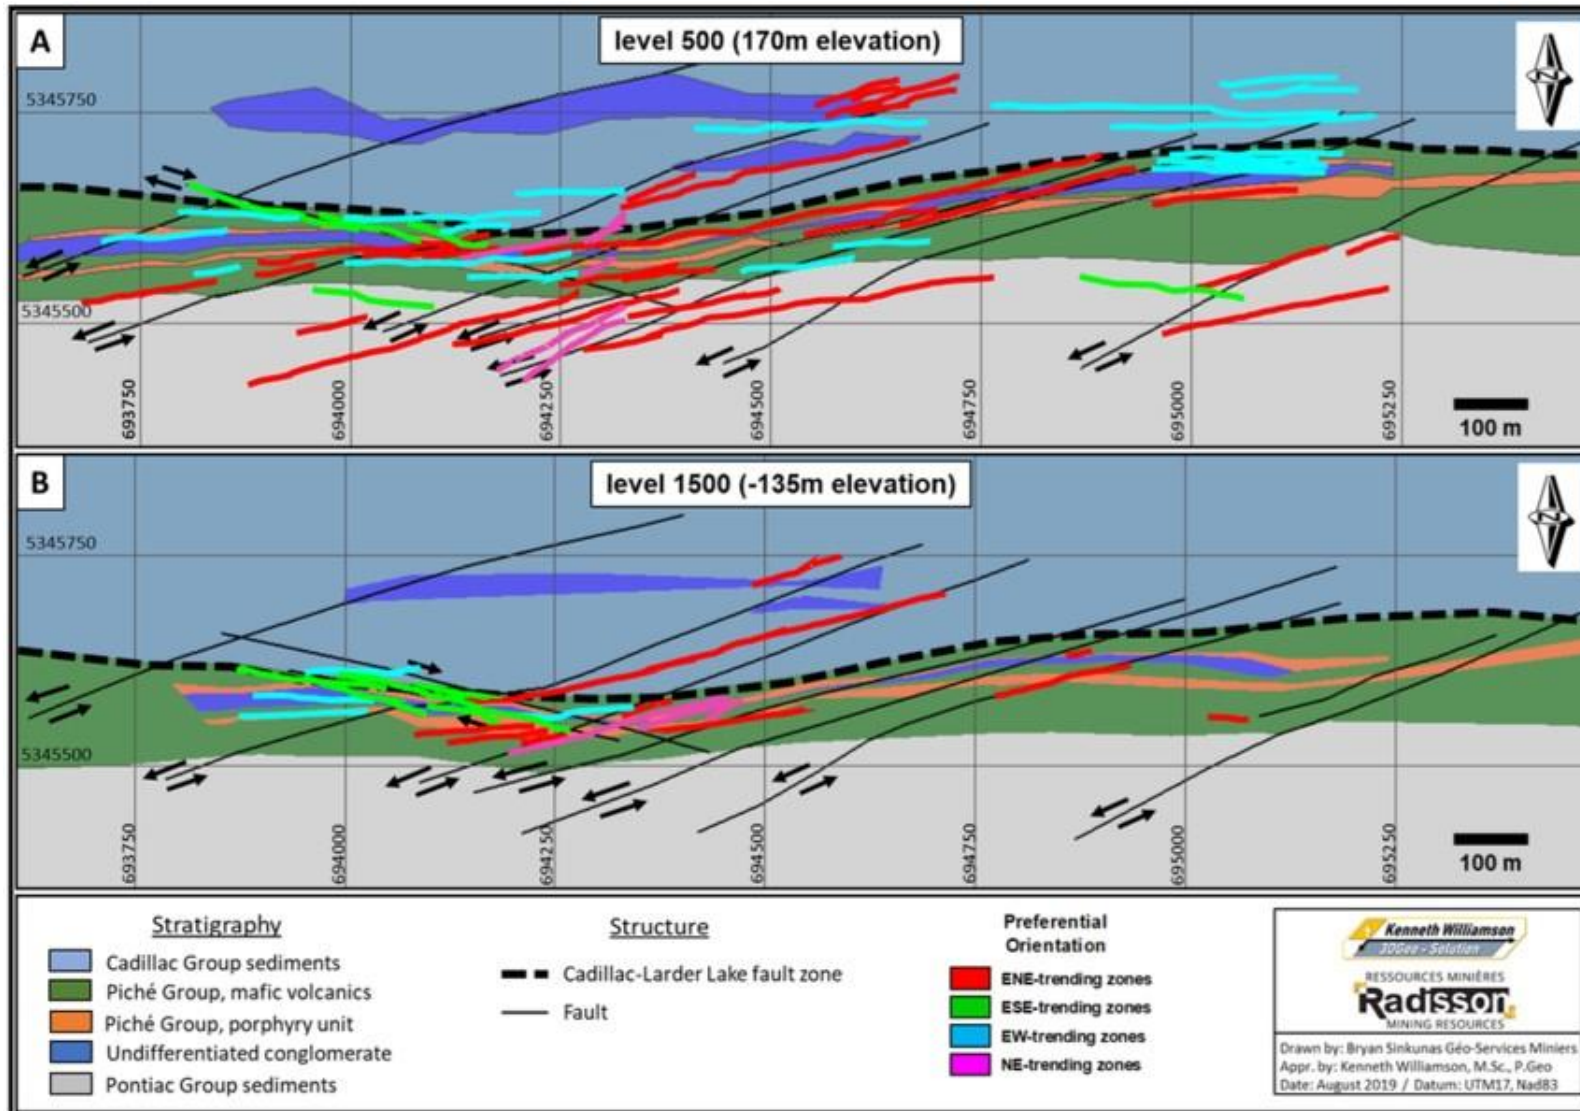 A
level 500 (170m elevation)
N
5345750
5345500
693750
694000
694250
694500
694750
695000
695250
100 m
B
level 1500 (-135m elevation)
N
5345750
5345500
693750
694000
694250
694500
694750
695000
695250
100 m
Stratigraphy
Cadillac Group sediments
Piché Group, mafic volcanics
Piché Group, porphyry unit
Undifferentiated conglomerate
Pontiac Group sediments
Structure
Cadillac-Larder Lake fault zone
Fault
Preferential
Orientation
ENE-trending zones
ESE-trending zones
EW-trending zones
NE-trending zones
Kenneth Williamson
3DGeo - Solution
RESSOURCES MINIÈRES
Radisson
MINING RESOURCES
Drawn by: Bryan Sinkunas Géo-Services Miniers
Appr. by: Kenneth Williamson, M.Sc., P.Geo
Date: August 2019 / Datum: UTM17, Nad83